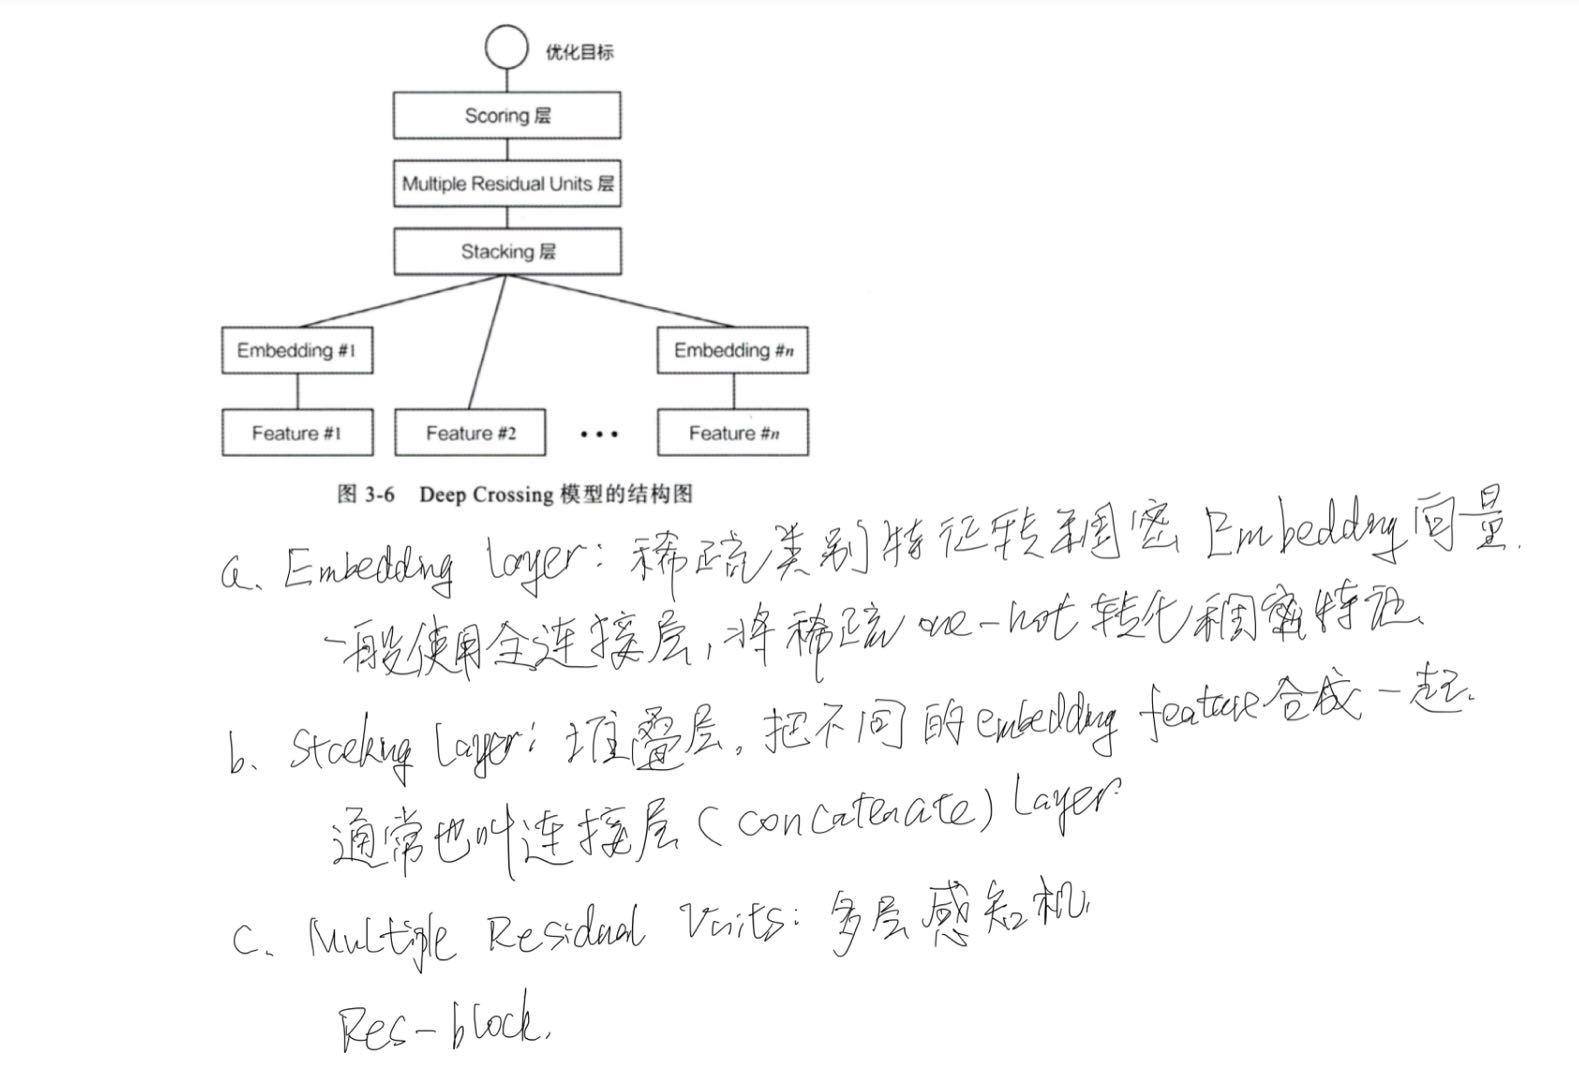 优化目标
Scoring 层
Multiple Residual Units 层
Stacking 层
Embedding #1
Embedding #n
Feature #1
Feature #2
...
Feature #n
图 3-6 Deep Crossing 模型的结构图
a、Embedding Layer：稀疏类别特征转稠密 Embedding 向量.
一般使用全连接层，将稀疏 one-hot 转化稠密特征、
b、Stacking Layer：堆叠层，把不同的 embedding feature 合成一起.
通常也叫连接层（concatenate）Layer
c、Multiple Residual Units：多层感知机.
Res-block.